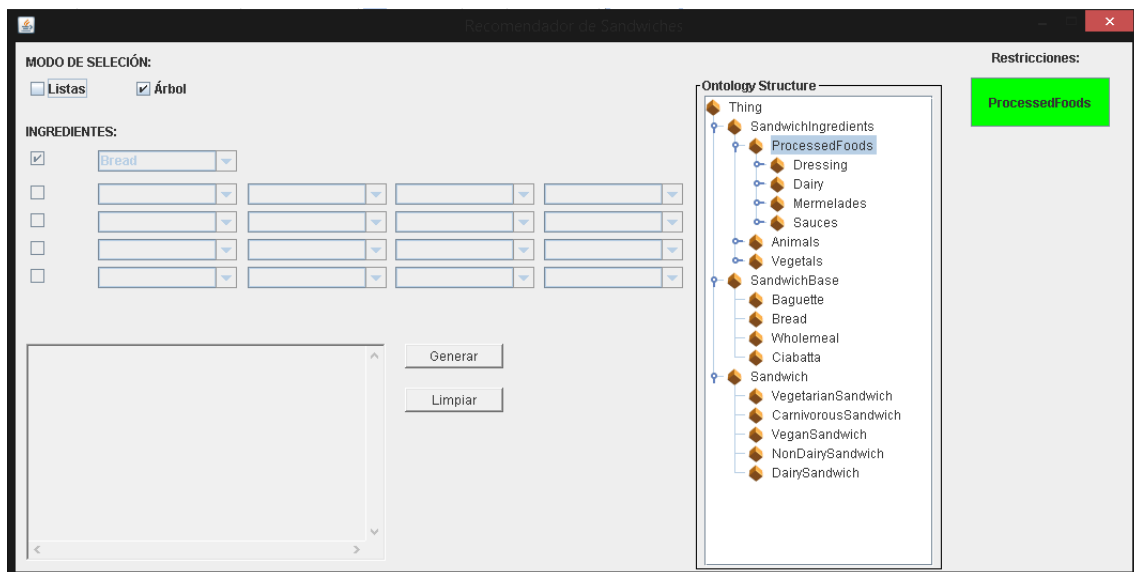 Recomendador de Sandwiches
MODO DE SELECIÓN:
Listas
Árbol
INGREDIENTES:
Bread
Generar
Limpiar
Ontology Structure
Thing
SandwichIngredients
ProcessedFoods
Dressing
Dairy
Mermelades
Sauces
Animals
Vegetals
SandwichBase
Baguette
Bread
Wholemeal
Ciabatta
Sandwich
VegetarianSandwich
CarnivorousSandwich
VeganSandwich
NonDairySandwich
DairySandwich
Restricciones:
ProcessedFoods